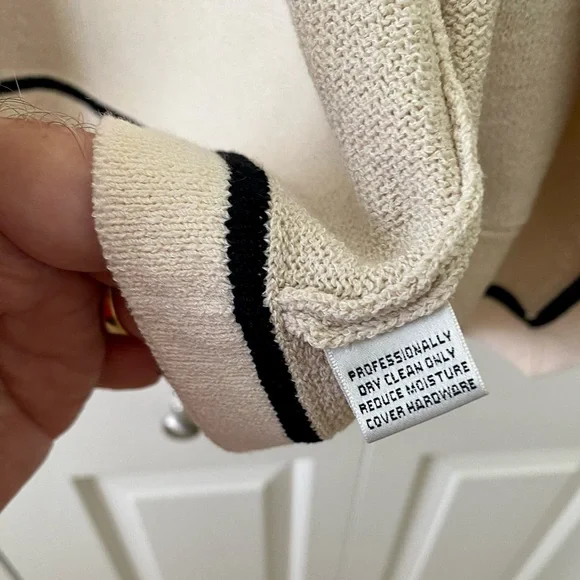 PROFESSIONALLY
DRY CLEAN ONLY
REDUCE MOISTURE
COVER HARDWARE